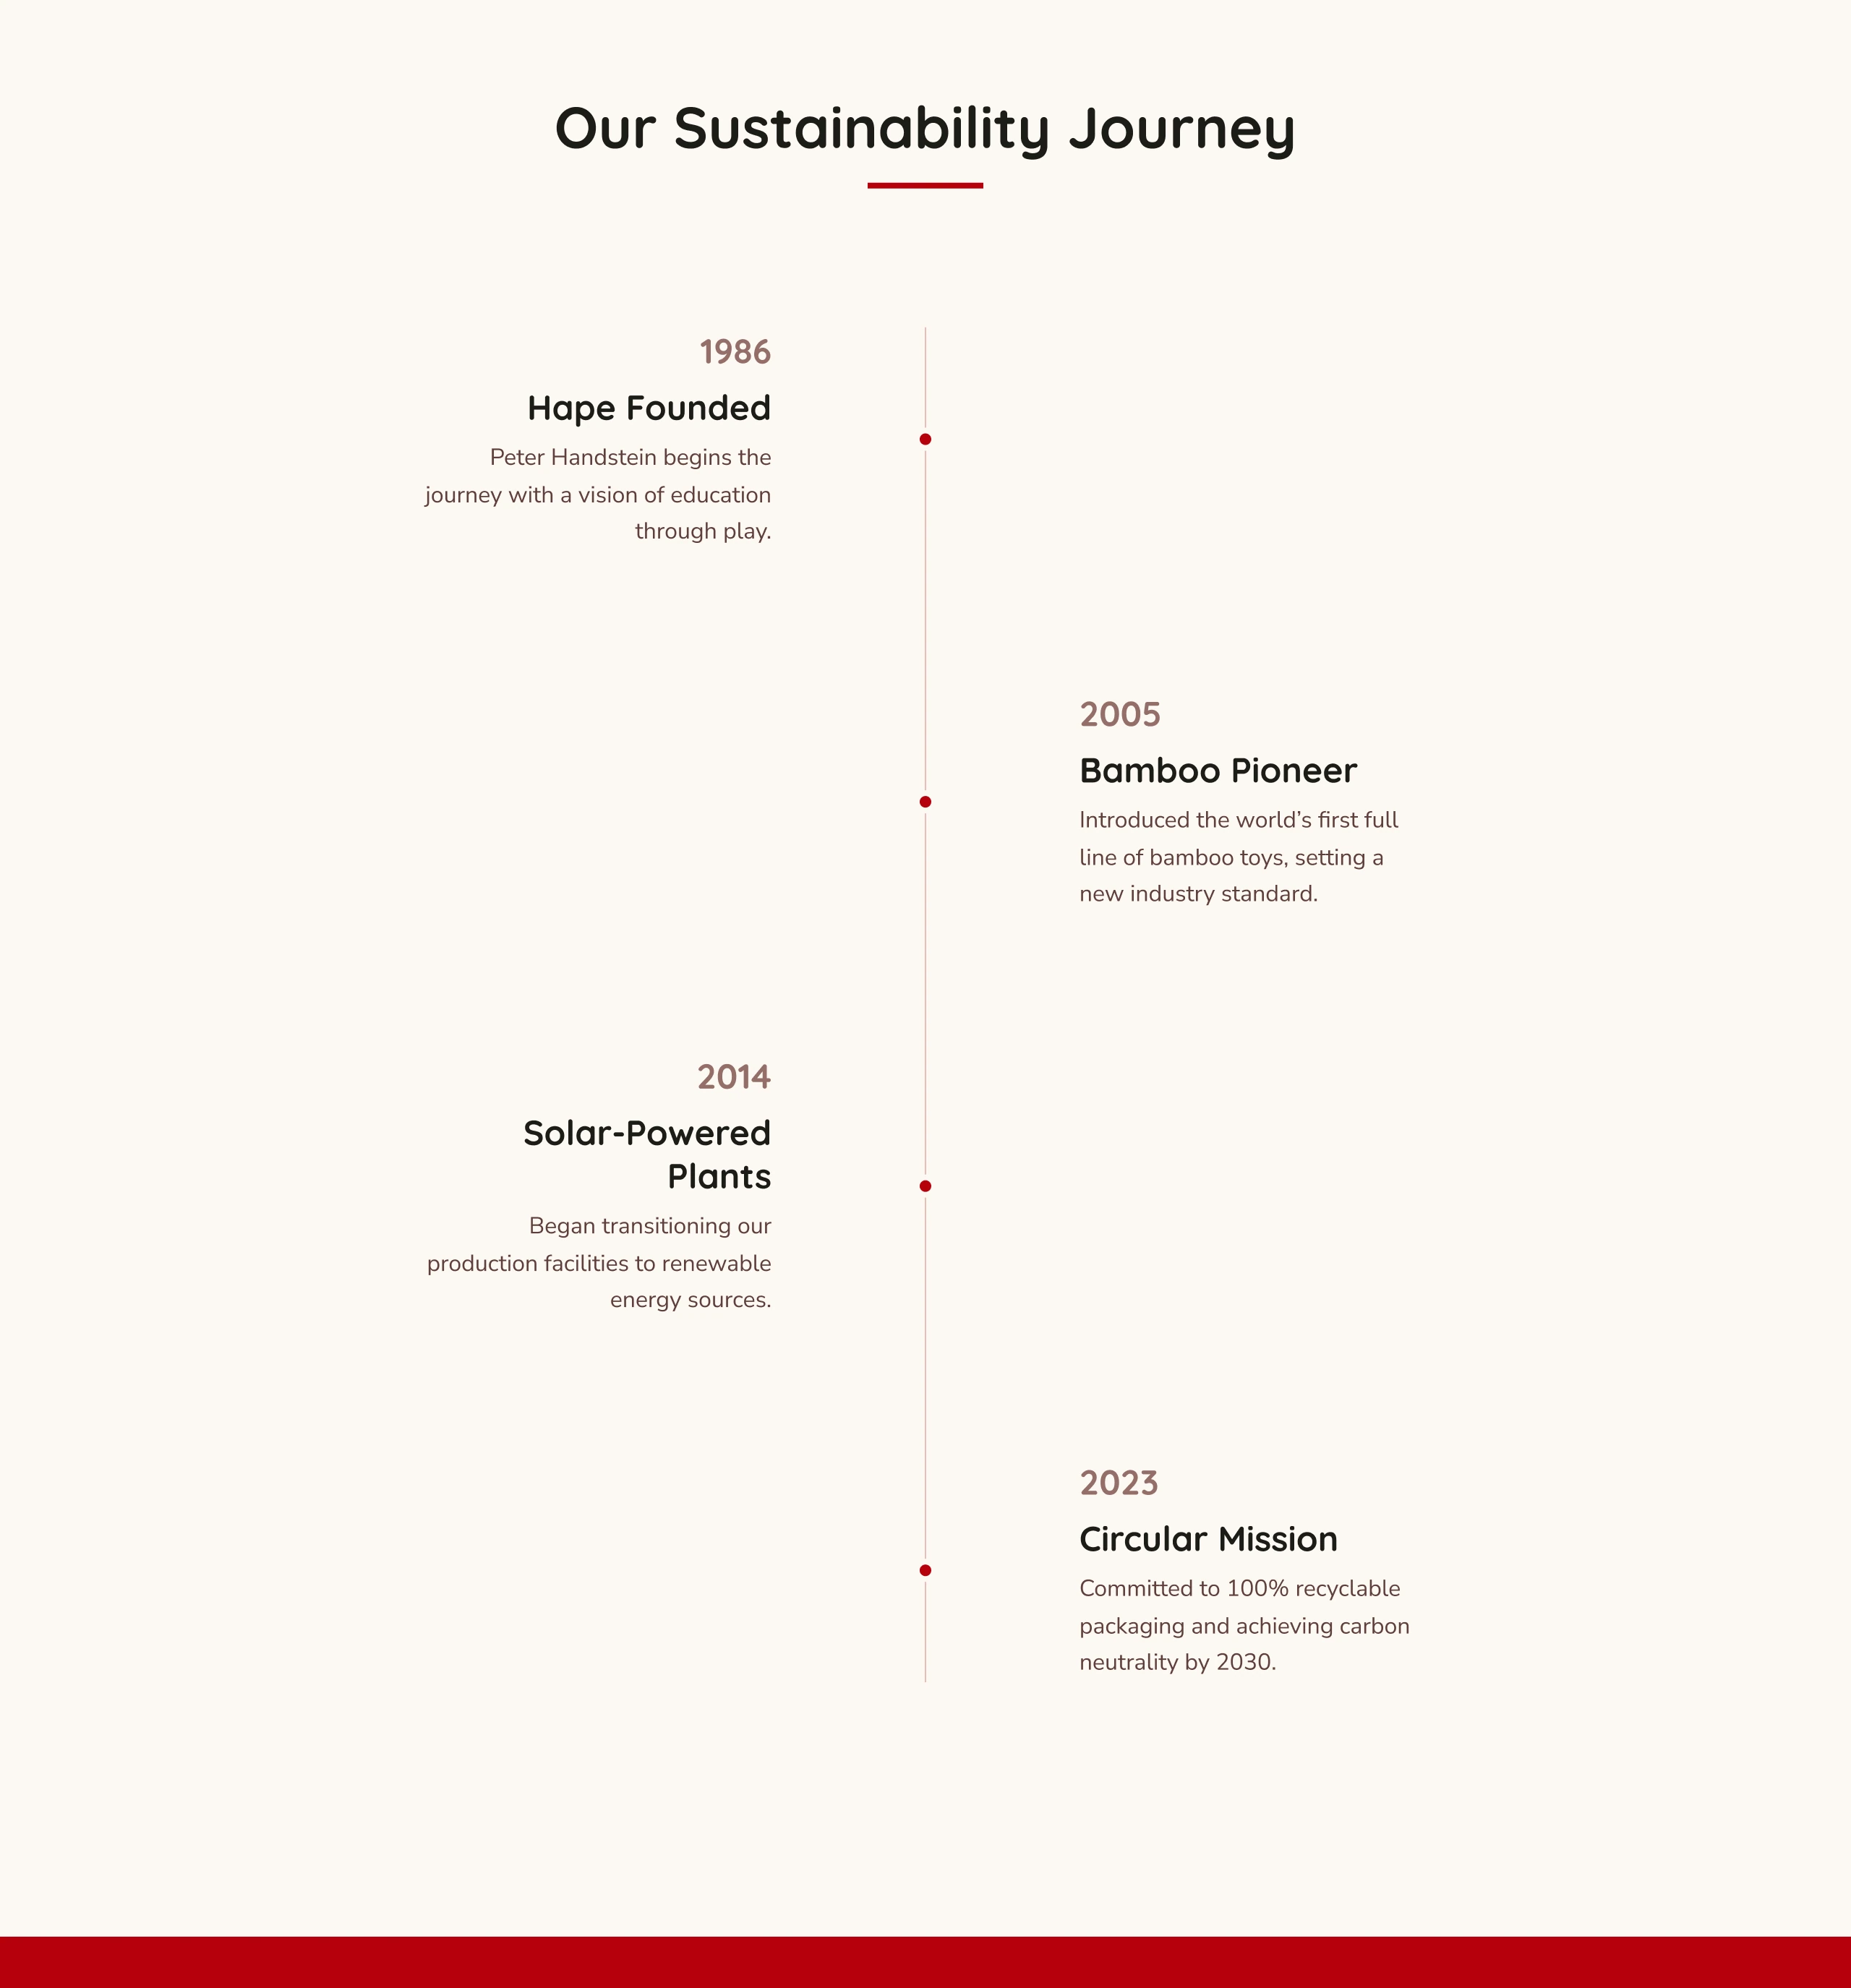 Our Sustainability Journey
1986
Hape Founded
Peter Handstein begins the
journey with a vision of education
through play.
2005
Bamboo Pioneer
Introduced the world’s first full
line of bamboo toys, setting a
new industry standard.
2014
Solar-Powered
Plants
Began transitioning our
production facilities to renewable
energy sources.
2023
Circular Mission
Committed to 100% recyclable
packaging and achieving carbon
neutrality by 2030.